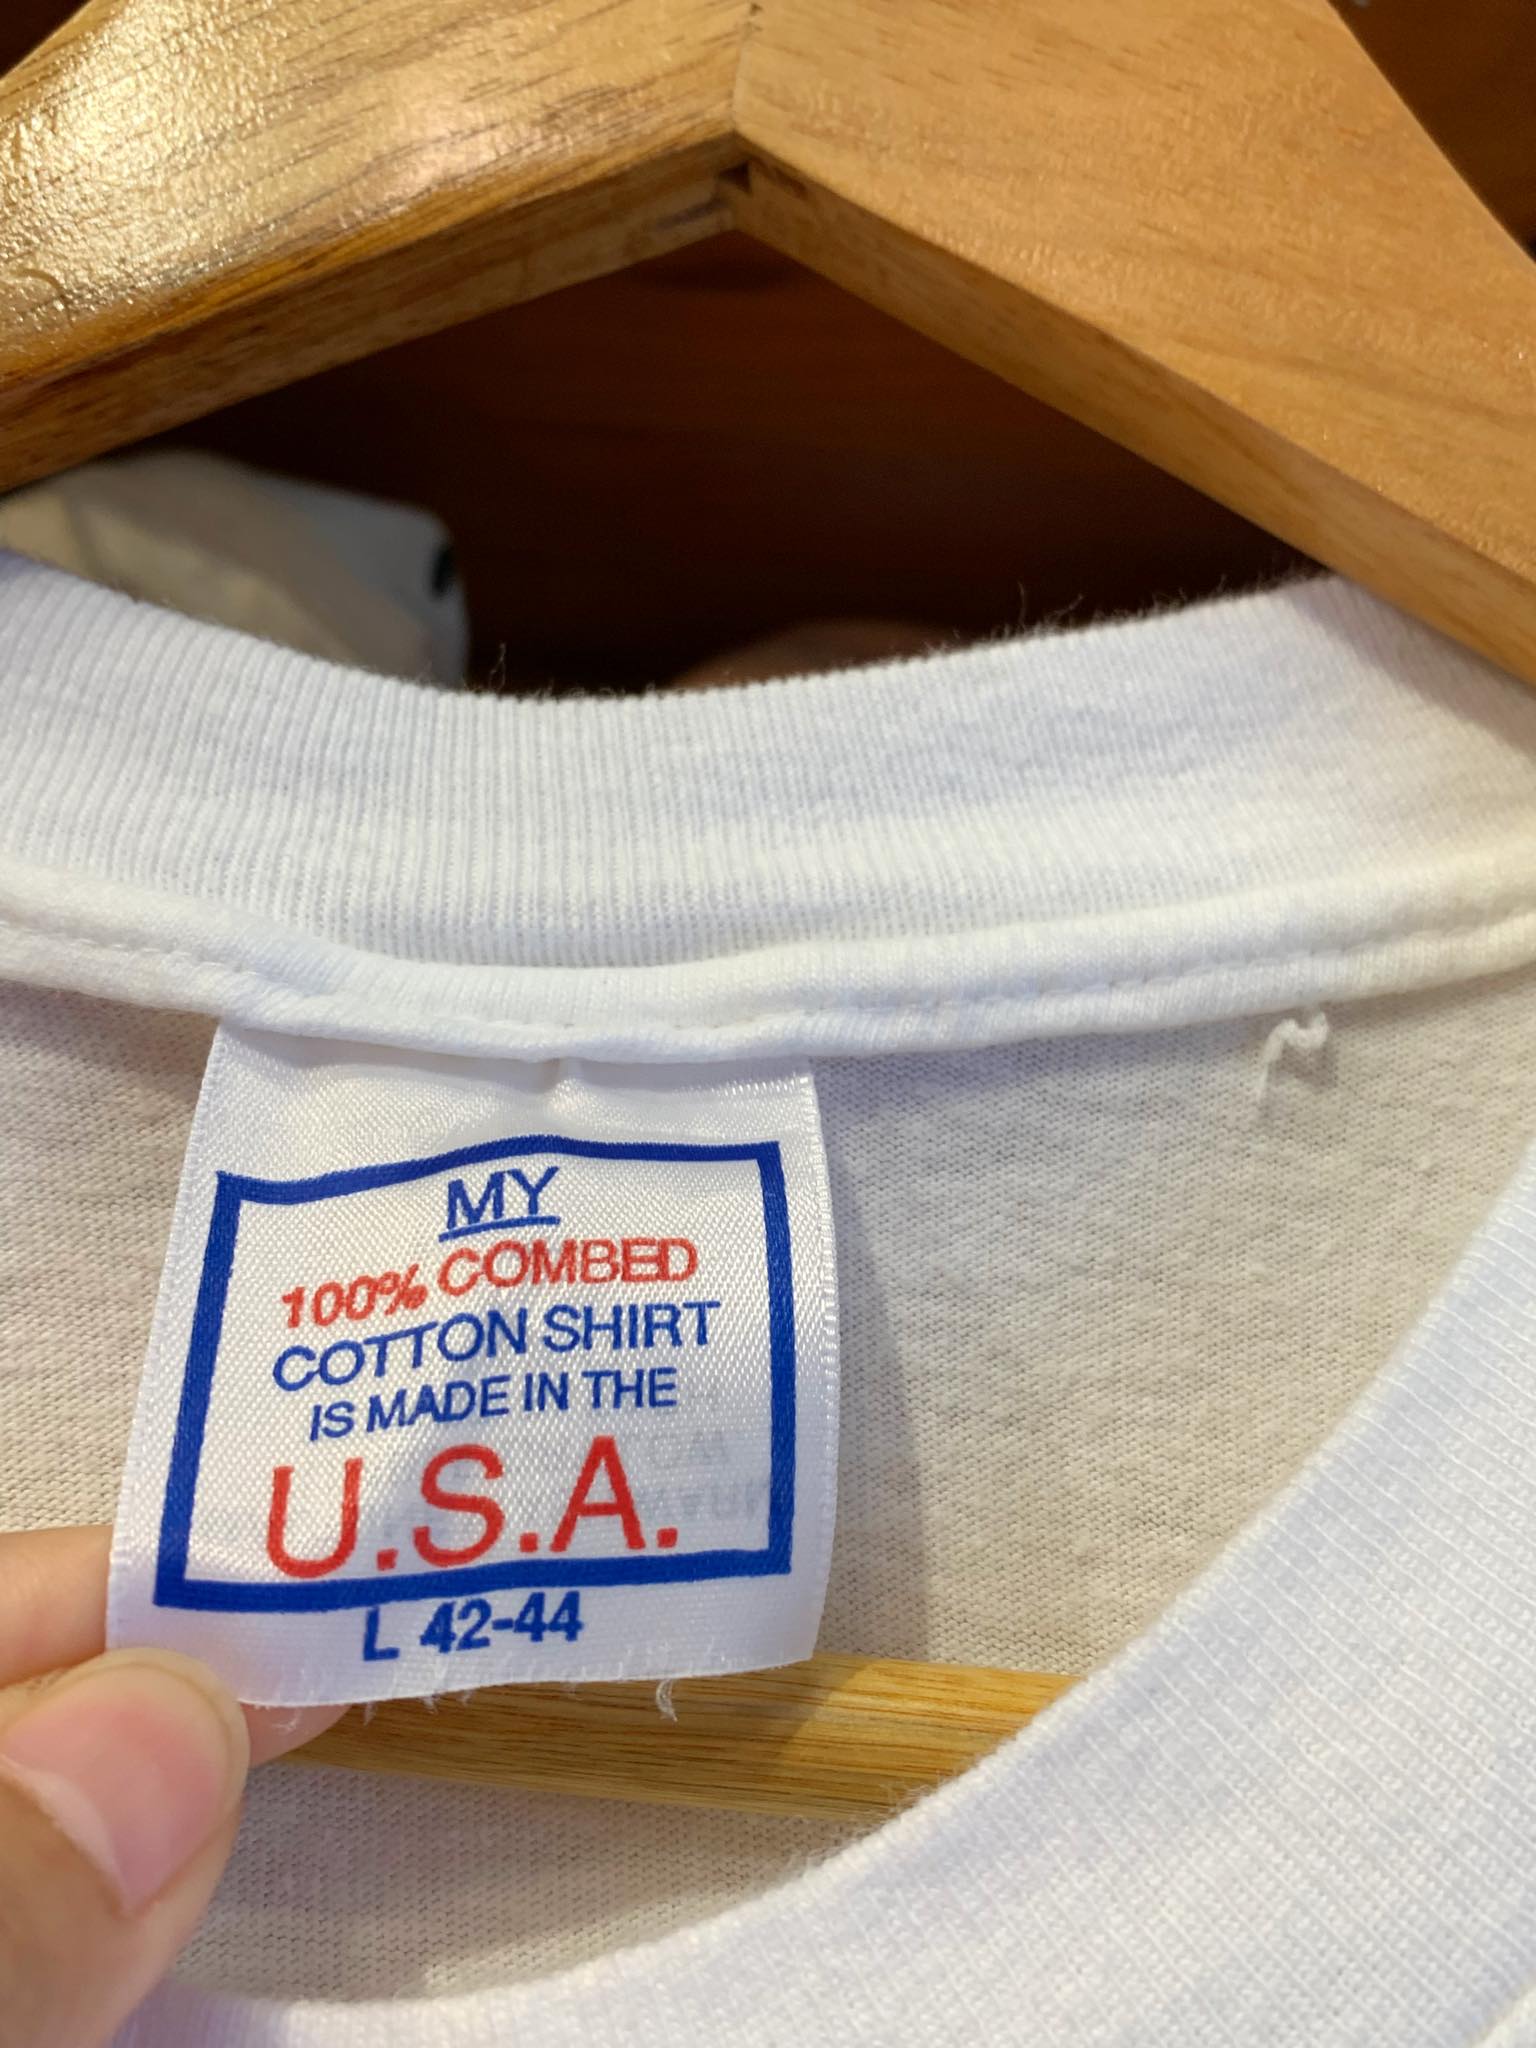 MY
100% COMBED
COTTON SHIRT
IS MADE IN THE
U.S.A.
L 42-44